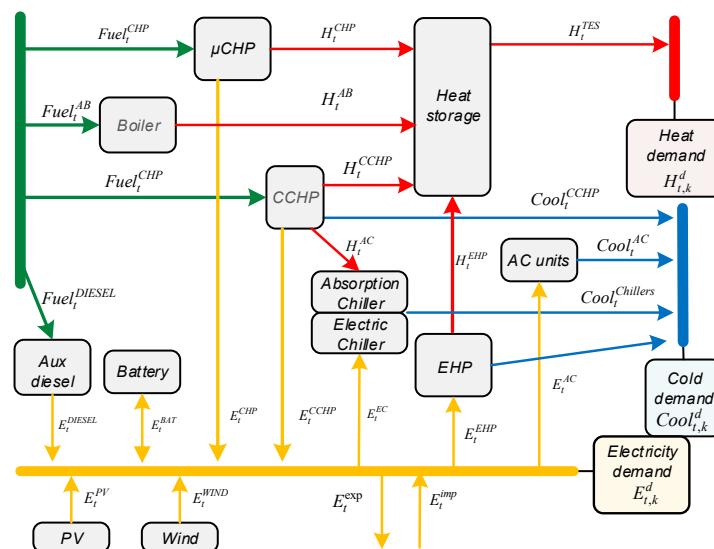 Fuel_t^CHP
µCHP
H_t^CHP
H_t^TES
Fuel_t^AB
Boiler
H_t^AB
Heat
storage
Heat
demand
H_{t,k}^d
Fuel_t^CHP
CCHP
H_t^CCHP
Cool_t^CCHP
H_t^AC
H_t^EHP
AC units
Cool_t^AC
Fuel_t^DIESEL
Absorption
Chiller
Electric
Chiller
Cool_t^Chillers
Aux
diesel
Battery
EHP
Cold
demand
Cool_{t,k}^d
E_t^DIESEL
E_t^BAT
E_t^CHP
E_t^CCHP
E_t^EC
E_t^EHP
E_t^AC
Electricity
demand
E_{t,k}^d
E_t^PV
E_t^WIND
E_t^exp
E_t^imp
PV
Wind